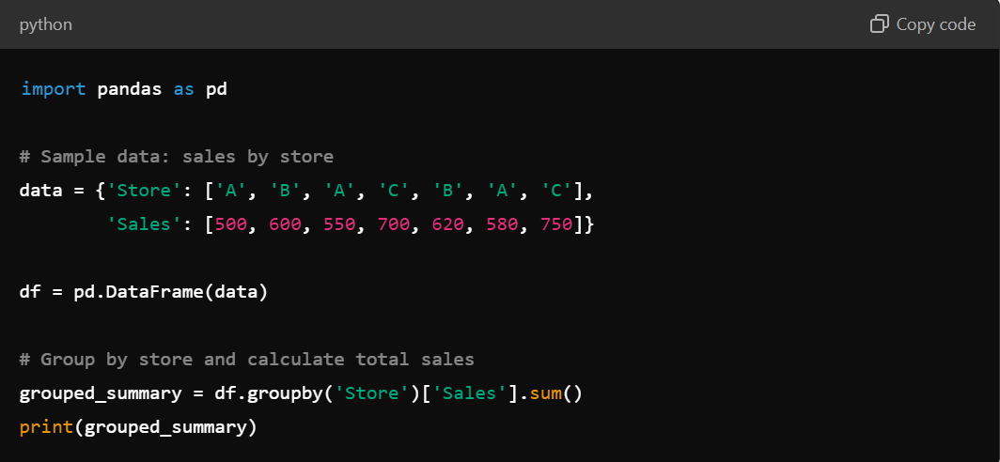 python
Copy code
import pandas as pd
# Sample data: sales by store
data = {'Store': ['A', 'B', 'A', 'C', 'B', 'A', 'C'],
        'Sales': [500, 600, 550, 700, 620, 580, 750]}
df = pd.DataFrame(data)
# Group by store and calculate total sales
grouped_summary = df.groupby('Store')['Sales'].sum()
print(grouped_summary)